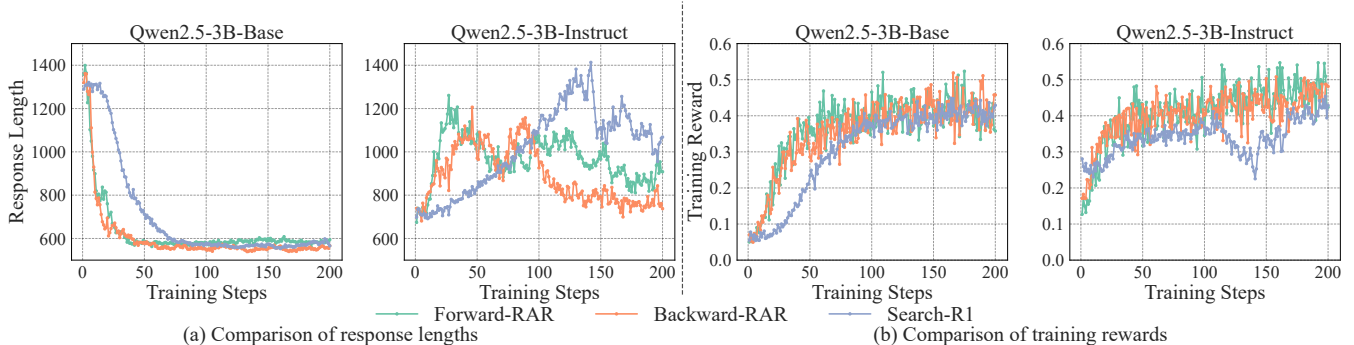 Qwen2.5-3B-Base
Qwen2.5-3B-Instruct
Qwen2.5-3B-Base
Qwen2.5-3B-Instruct
Response Length
1400
1200
1000
800
600
0 50 100 150 200
Training Steps
1400
1200
1000
800
600
0 50 100 150 200
Training Steps
Training Reward
0.6
0.5
0.4
0.3
0.2
0.1
0.0
0 50 100 150 200
Training Steps
0.6
0.5
0.4
0.3
0.2
0.1
0.0
0 50 100 150 200
Training Steps
Forward-RAR Backward-RAR Search-R1
(a) Comparison of response lengths
(b) Comparison of training rewards